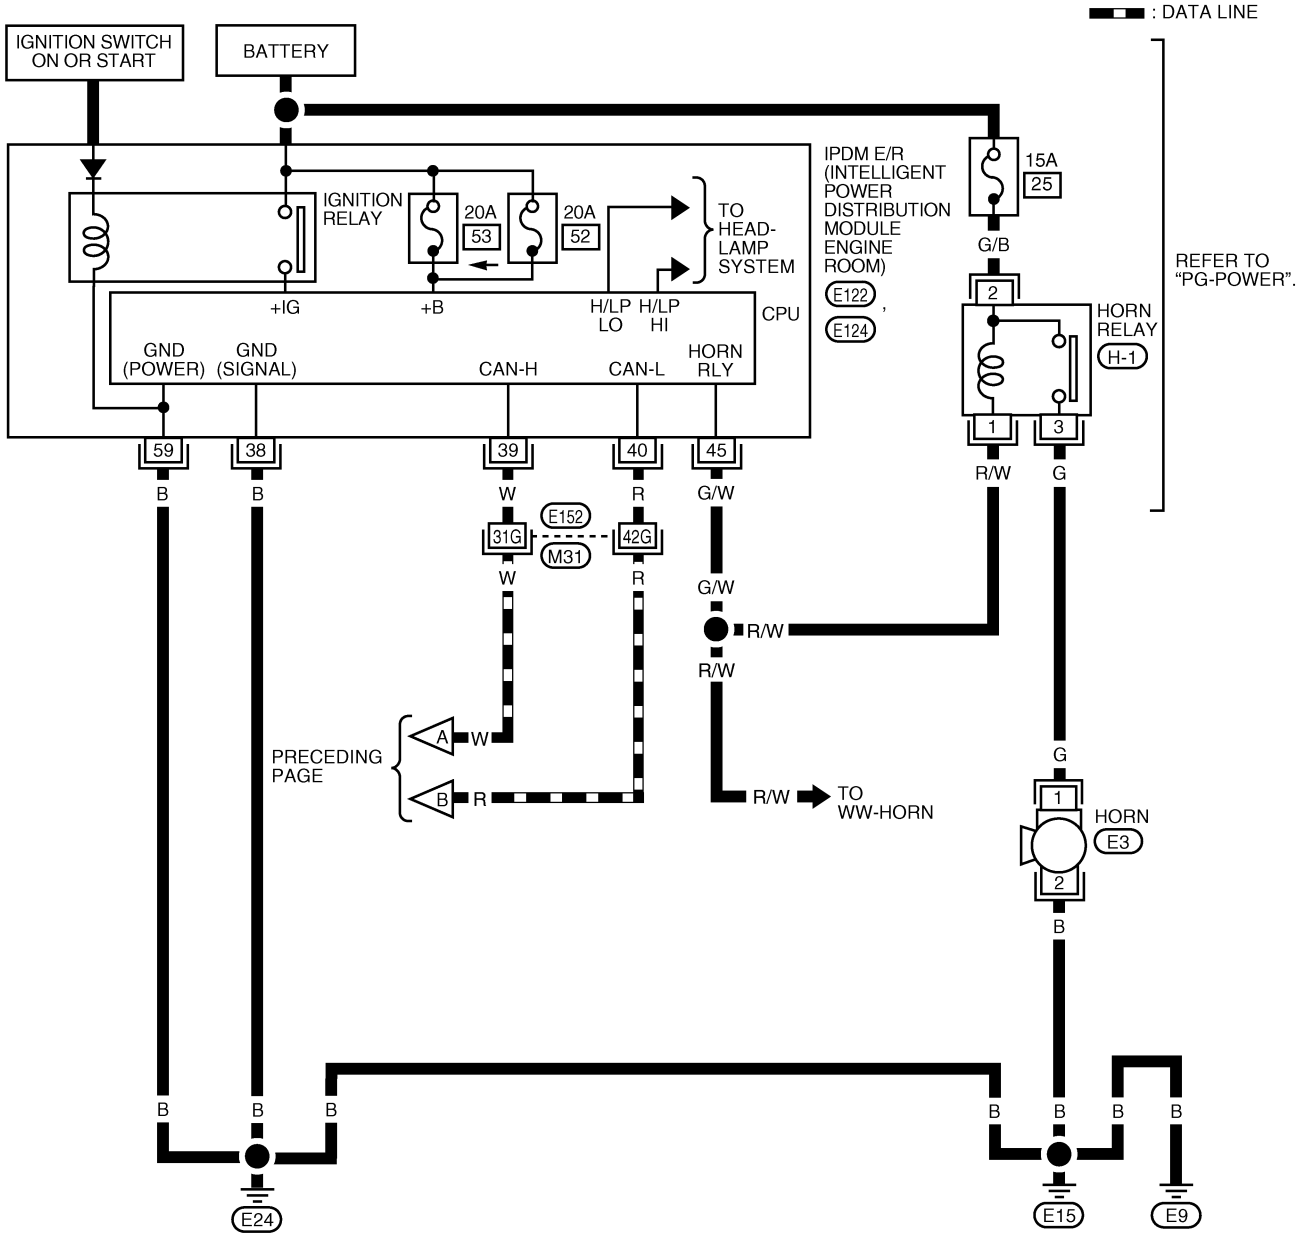 : DATA LINE
IGNITION SWITCH
ON OR START
BATTERY
IPDM E/R
(INTELLIGENT
POWER
DISTRIBUTION
MODULE
ENGINE
ROOM)
E122 ,
E124
15A
25
REFER TO
“PG-POWER”.
IGNITION
RELAY
20A
53
20A
52
TO
HEAD-
LAMP
SYSTEM
G/B
2
HORN
RELAY
H-1
+IG
+B
H/LP
LO
H/LP
HI
CPU
GND
(POWER)
GND
(SIGNAL)
CAN-H
CAN-L
HORN
RLY
1
3
59
38
39
40
45
R/W
G
B
B
W
R
G/W
31G
E152
M31
42G
W
R
G/W
R/W
R/W
PRECEDING
PAGE
A
W
B
R
R/W
TO
WW-HORN
G
1
HORN
E3
2
B
B
B
B
B
B
B
B
E24
E15
E9